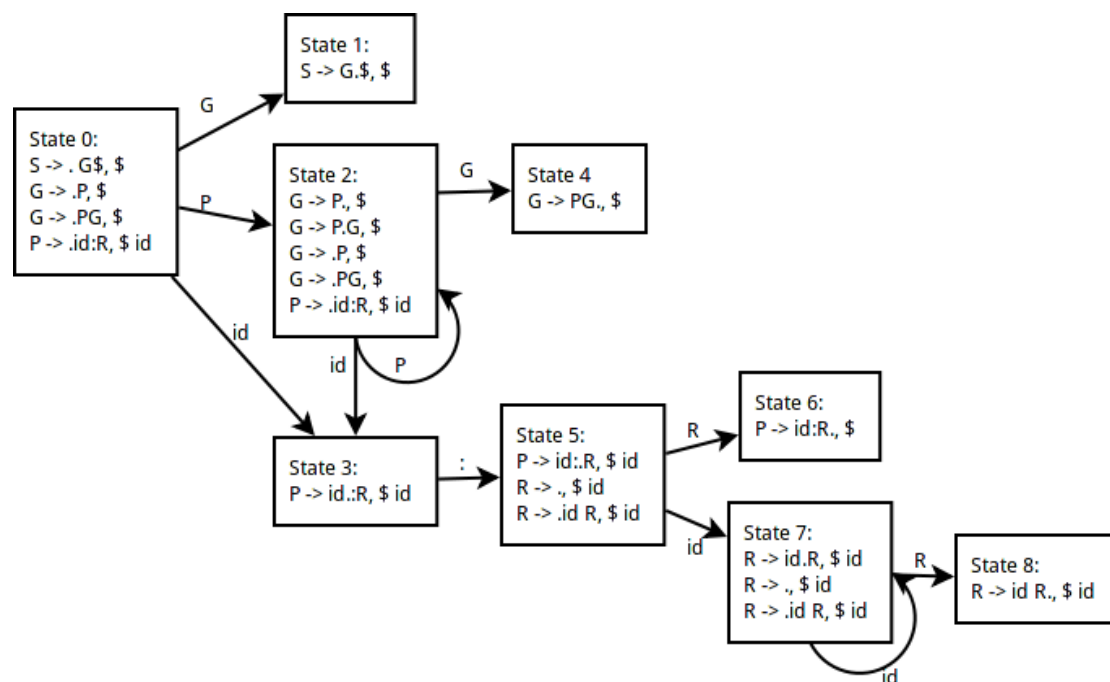 State 1:
S -> G.$, $
G
State 0:
S -> . G$, $
G -> .P, $
G -> .PG, $
P -> .id:R, $ id
P
State 2:
G -> P., $
G -> P.G, $
G -> .P, $
G -> .PG, $
P -> .id:R, $ id
G
State 4
G -> PG., $
id
id
P
State 3:
P -> id.:R, $ id
:
State 5:
P -> id:.R, $ id
R -> ., $ id
R -> .id R, $ id
R
State 6:
P -> id:R., $
id
State 7:
R -> id.R, $ id
R -> ., $ id
R -> .id R, $ id
R
State 8:
R -> id R., $ id
id